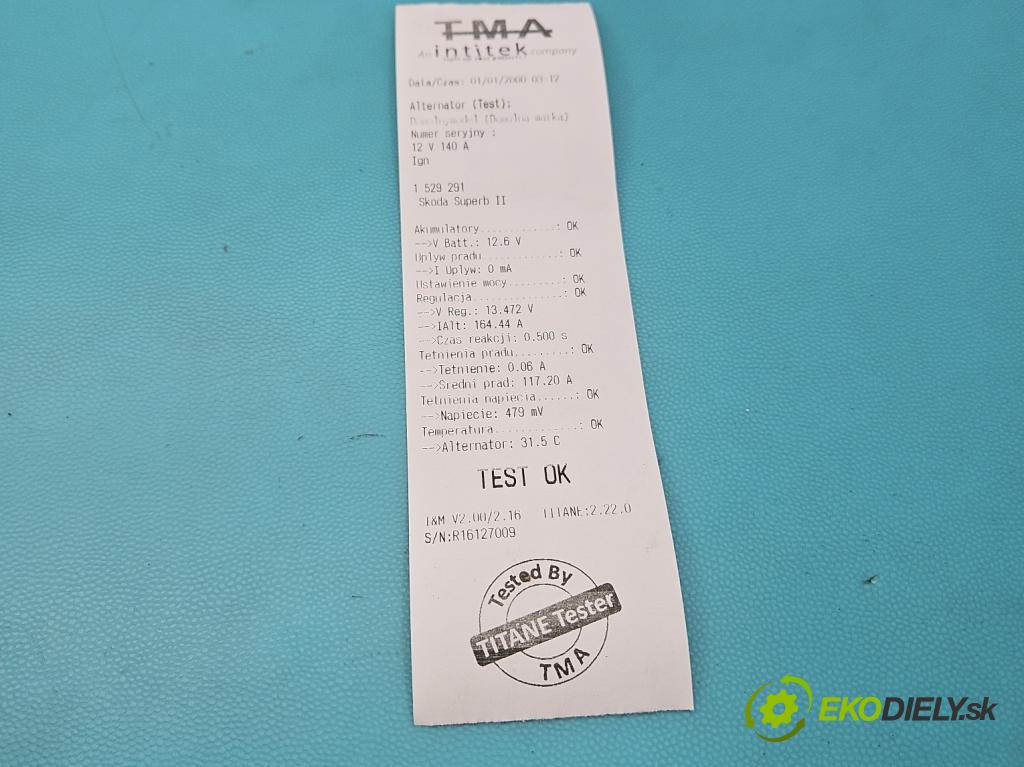 TMA
An intitek company
Data/Czas: 01/01/2000 03:12
Alternator (Test):
(Dowolna marka)
Numer seryjny :
12 V 140 A
Ign
1 529 291
Skoda Superb II
Akumulatory.............: OK
-->V Batt.: 12.6 V
Uplyw pradu.............: OK
-->I Uplyw: 0 mA
Ustawienie mocy.........: OK
Regulacja...............: OK
-->V Reg.: 13.472 V
-->IAlt: 164.44 A
-->Czas reakcji: 0.500 s
Tetnienia pradu.........: OK
-->Tetnienie: 0.06 A
-->Sredni prad: 117.20 A
Tetnienia napiecia......: OK
-->Napiecie: 479 mV
Temperatura.............: OK
-->Alternator: 31.5 C
TEST OK
I&M V2.00/2.16 TITANE:2.22.0
S/N:R16127009
Tested By
TITANE Tester
TMA
EKODIELY.sk